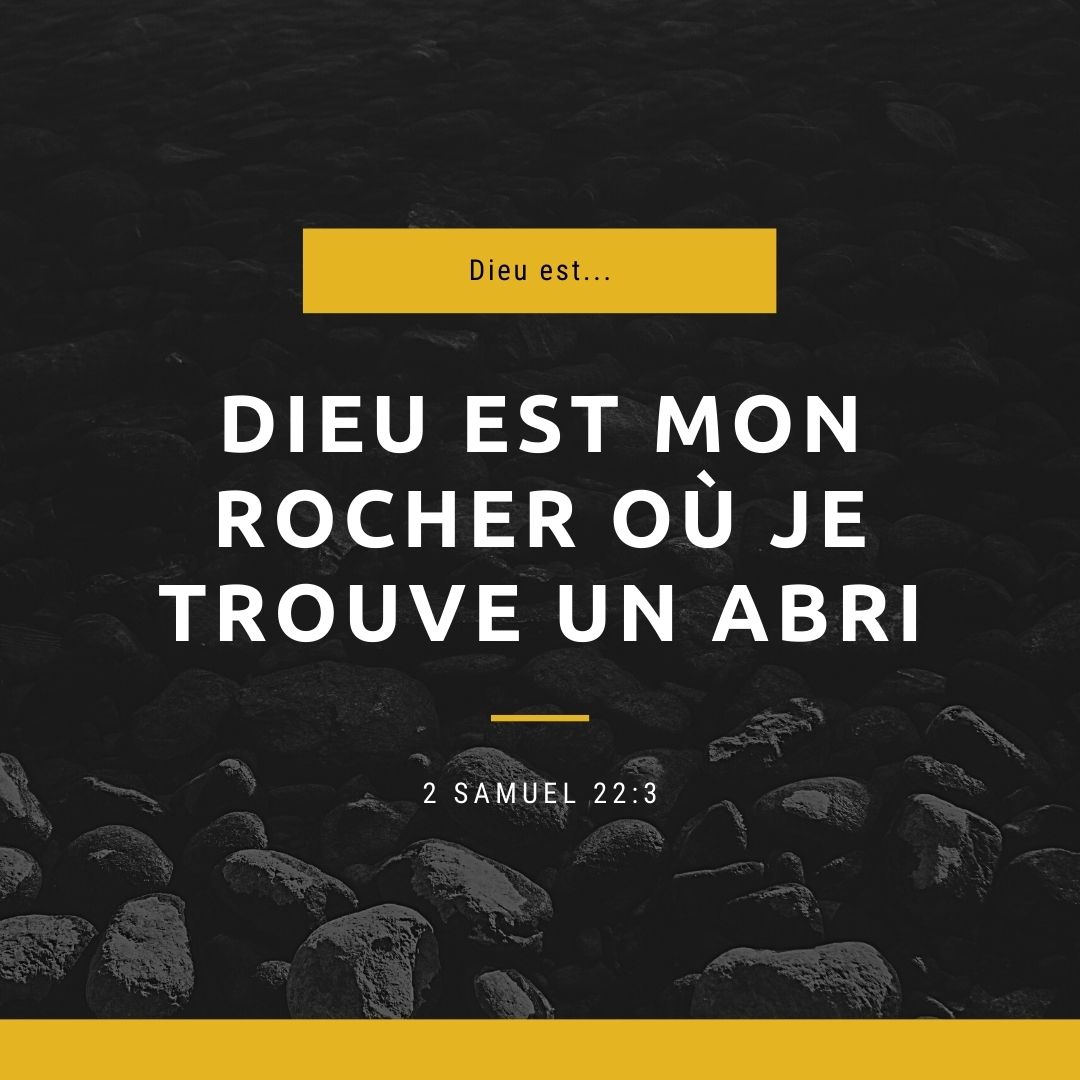 Dieu est...
DIEU EST MON
ROCHER OÙ JE
TROUVE UN ABRI
2 SAMUEL 22:3